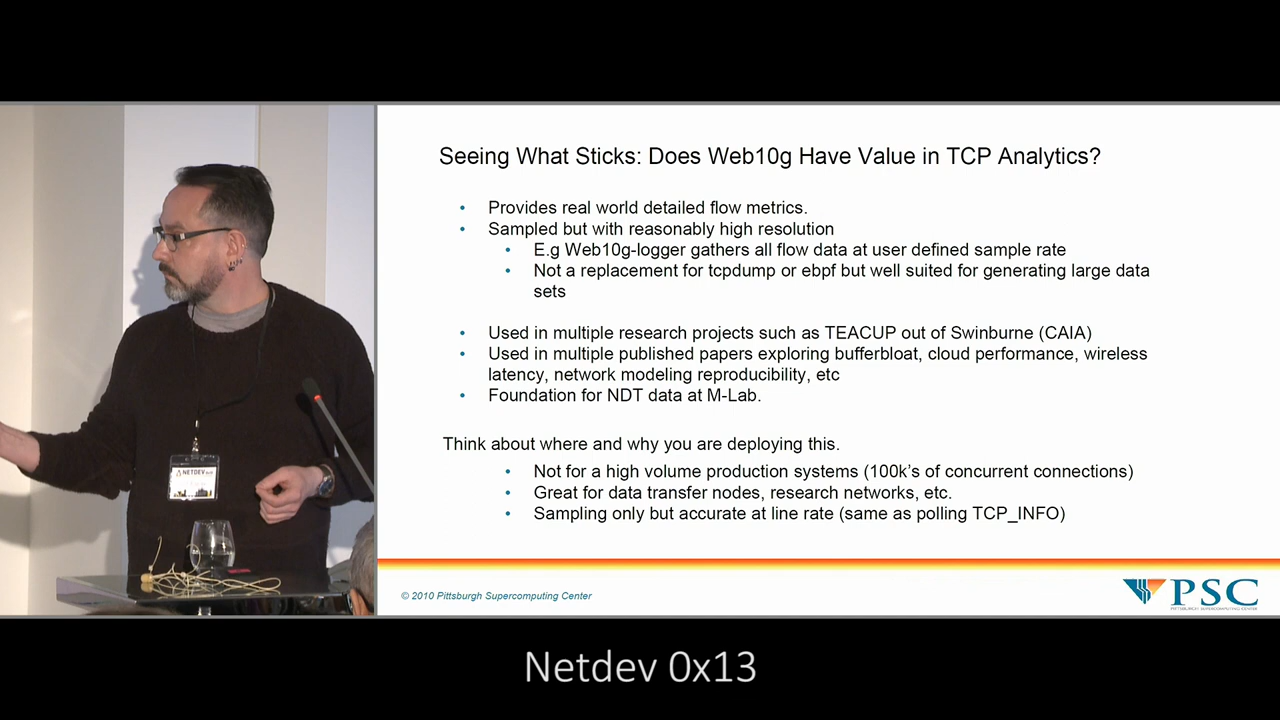 Seeing What Sticks: Does Web10g Have Value in TCP Analytics?
• Provides real world detailed flow metrics.
• Sampled but with reasonably high resolution
• E.g Web10g-logger gathers all flow data at user defined sample rate
• Not a replacement for tcpdump or ebpf but well suited for generating large data
sets
• Used in multiple research projects such as TEACUP out of Swinburne (CAIA)
• Used in multiple published papers exploring bufferbloat, cloud performance, wireless
latency, network modeling reproducibility, etc
• Foundation for NDT data at M-Lab.
Think about where and why you are deploying this.
• Not for a high volume production systems (100k's of concurrent connections)
• Great for data transfer nodes, research networks, etc.
• Sampling only but accurate at line rate (same as polling TCP_INFO)
© 2010 Pittsburgh Supercomputing Center
PSC
PITTSBURGH SUPERCOMPUTING CENTER
NETDEV
Netdev 0x13